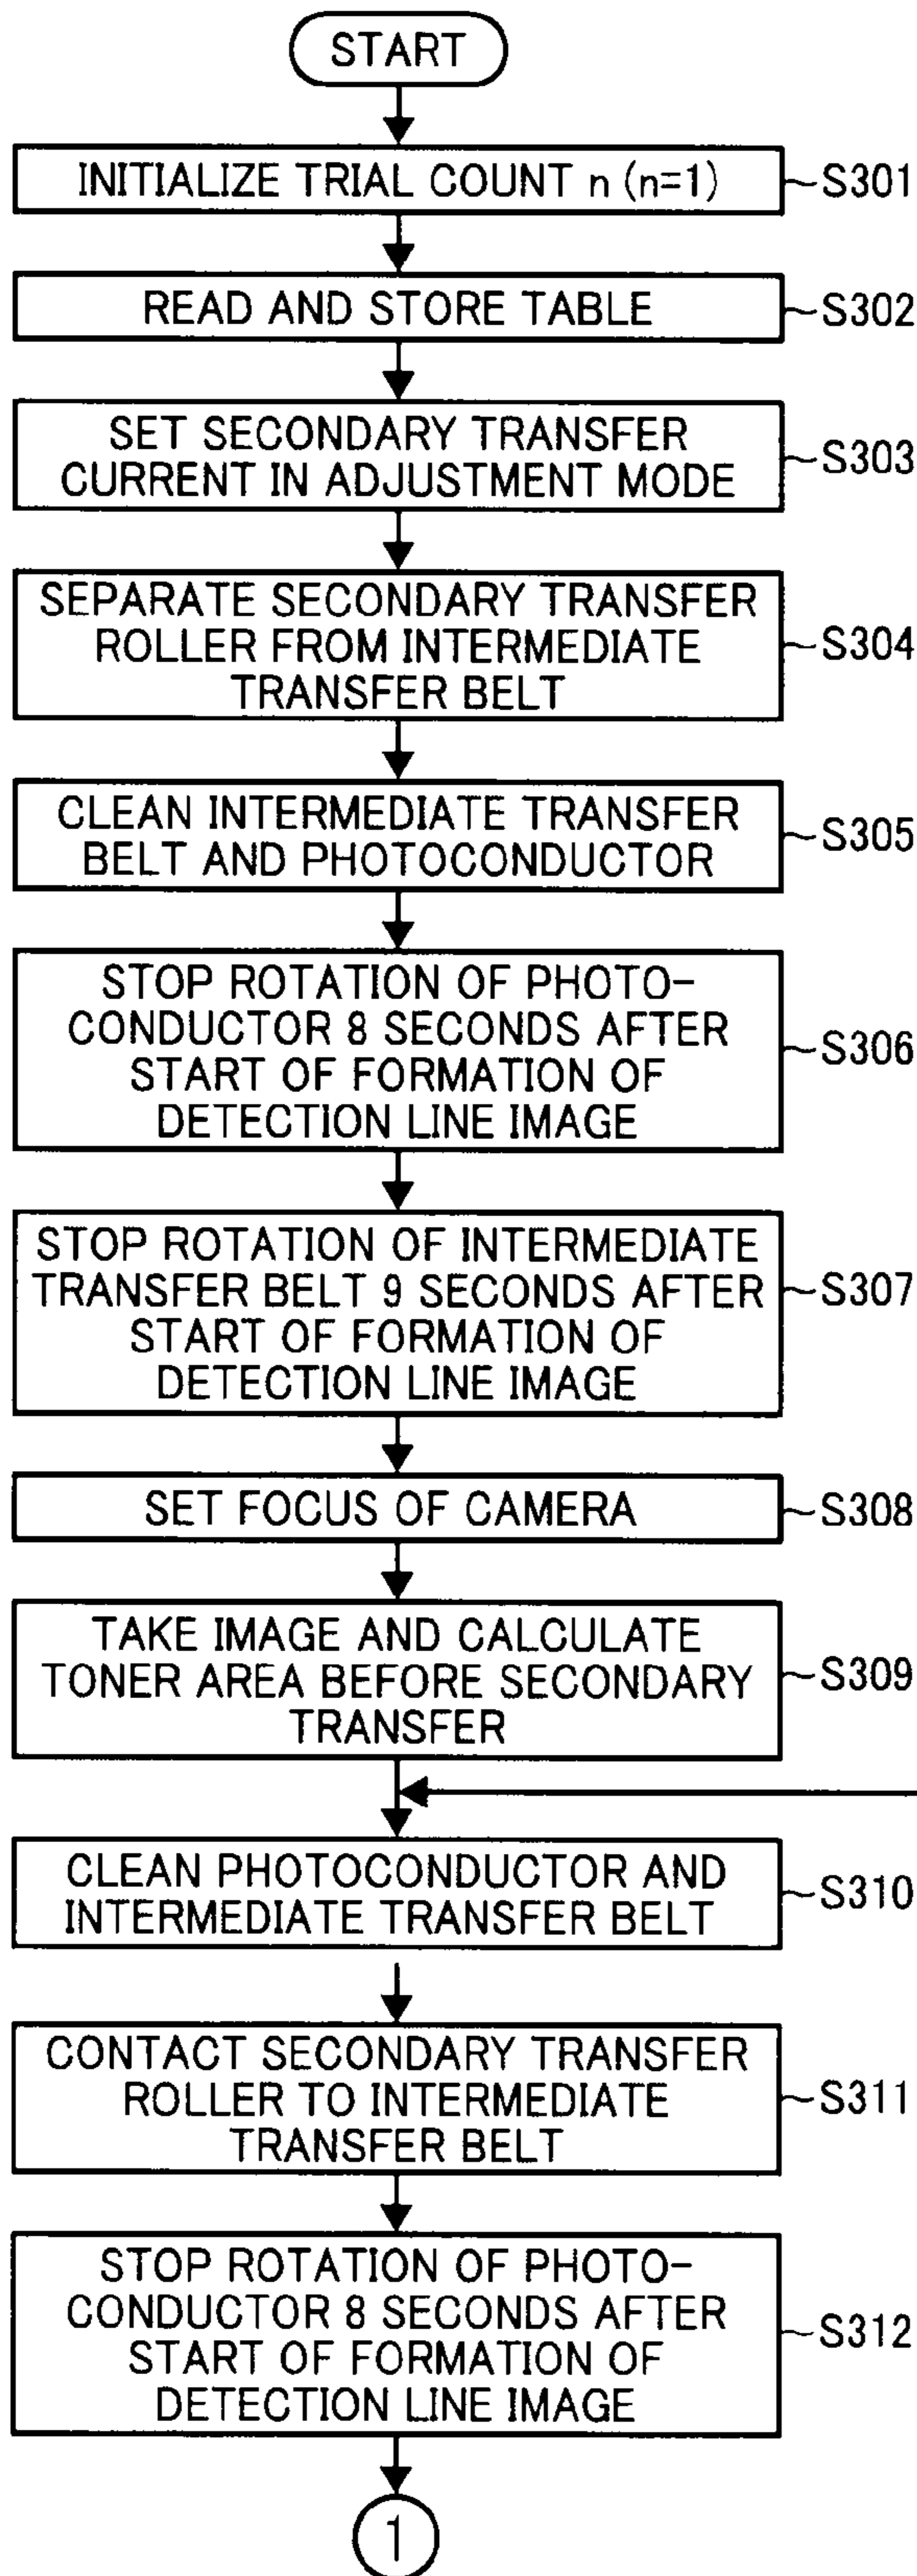 START
INITIALIZE TRIAL COUNT n (n=1)
S301
READ AND STORE TABLE
S302
SET SECONDARY TRANSFER
CURRENT IN ADJUSTMENT MODE
S303
SEPARATE SECONDARY TRANSFER
ROLLER FROM INTERMEDIATE
TRANSFER BELT
S304
CLEAN INTERMEDIATE TRANSFER
BELT AND PHOTOCONDUCTOR
S305
STOP ROTATION OF PHOTO-
CONDUCTOR 8 SECONDS AFTER
START OF FORMATION OF
DETECTION LINE IMAGE
S306
STOP ROTATION OF INTERMEDIATE
TRANSFER BELT 9 SECONDS AFTER
START OF FORMATION OF
DETECTION LINE IMAGE
S307
SET FOCUS OF CAMERA
S308
TAKE IMAGE AND CALCULATE
TONER AREA BEFORE SECONDARY
TRANSFER
S309
CLEAN PHOTOCONDUCTOR AND
INTERMEDIATE TRANSFER BELT
S310
CONTACT SECONDARY TRANSFER
ROLLER TO INTERMEDIATE
TRANSFER BELT
S311
STOP ROTATION OF PHOTO-
CONDUCTOR 8 SECONDS AFTER
START OF FORMATION OF
DETECTION LINE IMAGE
S312
1